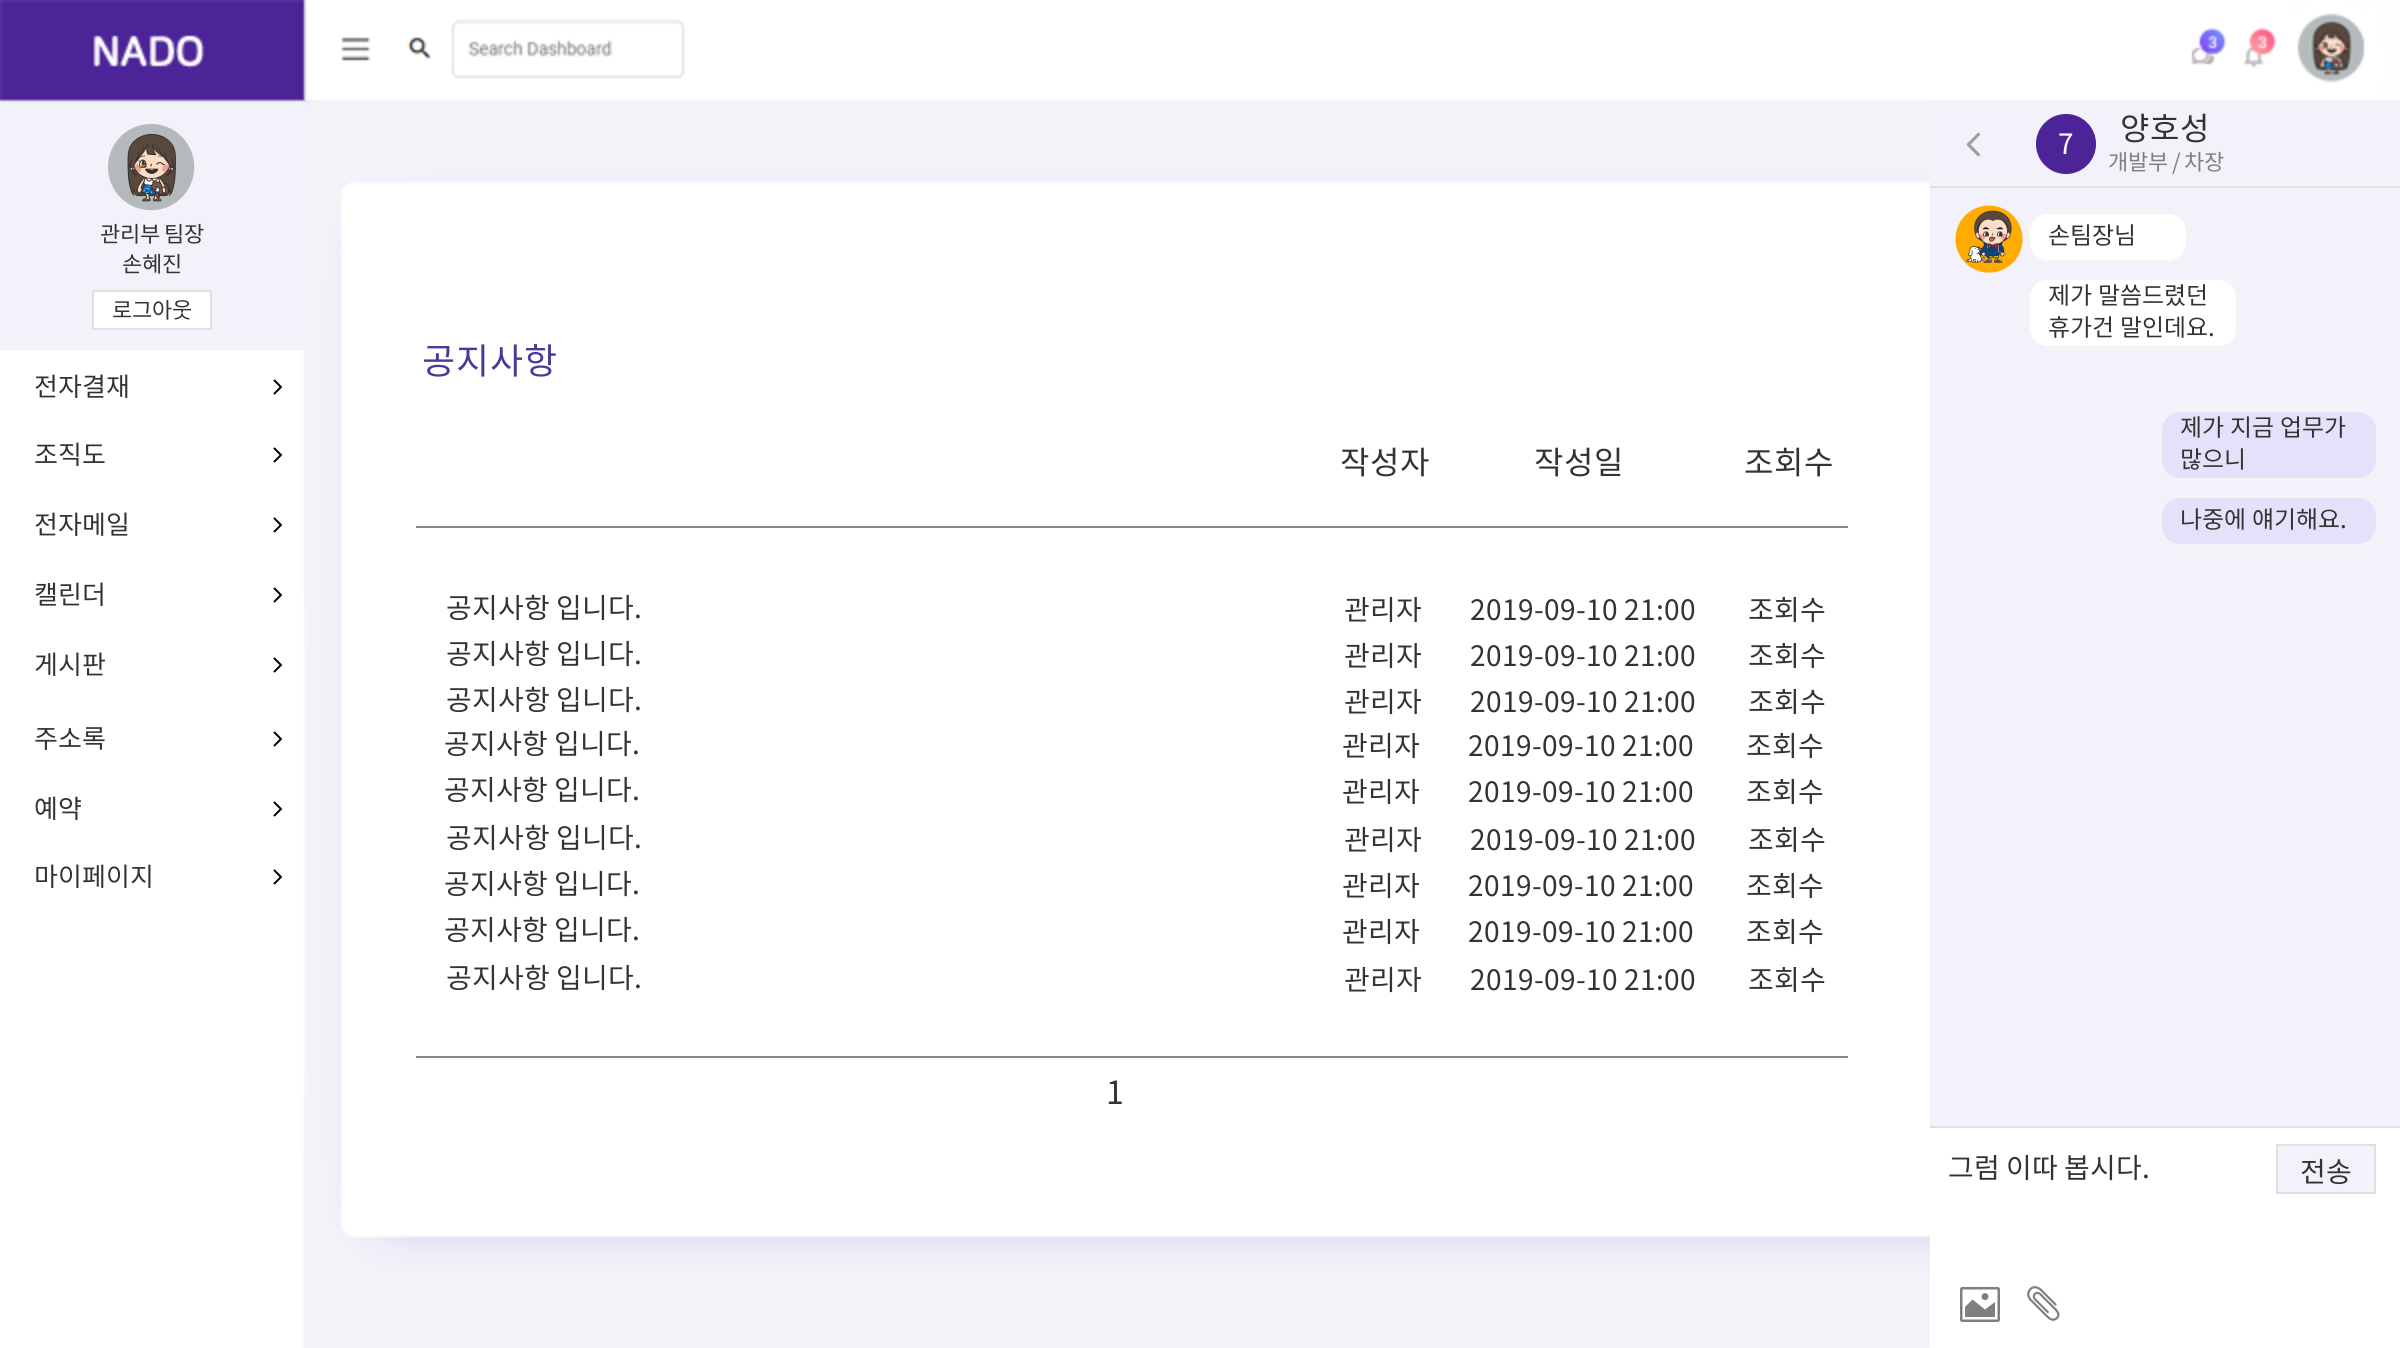 NADO
Search Dashboard
3
3
관리부 팀장
손혜진
로그아웃
전자결재
조직도
전자메일
캘린더
게시판
주소록
예약
마이페이지
공지사항
작성자 작성일 조회수
공지사항 입니다. 관리자 2019-09-10 21:00 조회수
공지사항 입니다. 관리자 2019-09-10 21:00 조회수
공지사항 입니다. 관리자 2019-09-10 21:00 조회수
공지사항 입니다. 관리자 2019-09-10 21:00 조회수
공지사항 입니다. 관리자 2019-09-10 21:00 조회수
공지사항 입니다. 관리자 2019-09-10 21:00 조회수
공지사항 입니다. 관리자 2019-09-10 21:00 조회수
공지사항 입니다. 관리자 2019-09-10 21:00 조회수
공지사항 입니다. 관리자 2019-09-10 21:00 조회수
1
7
양호성
개발부 / 차장
손팀장님
제가 말씀드렸던
휴가건 말인데요.
제가 지금 업무가
많으니
나중에 얘기해요.
그럼 이따 봅시다.
전송